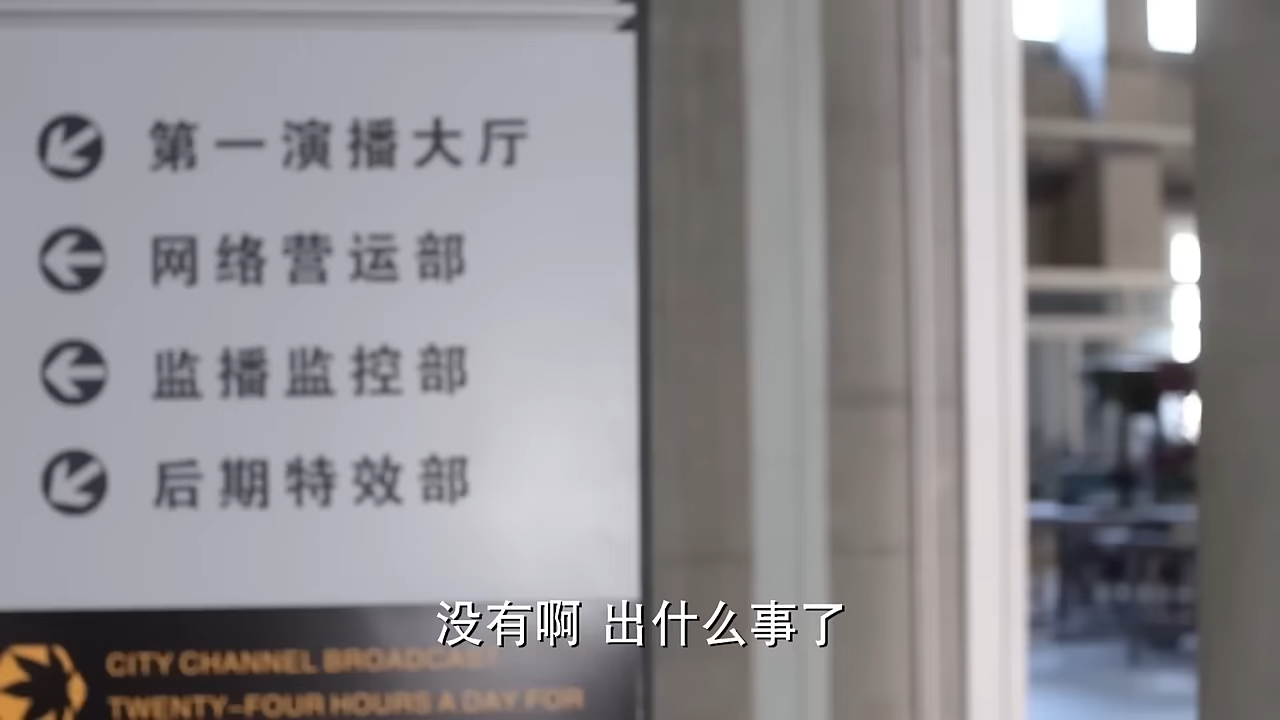 第一演播大厅
网络营运部
监播监控部
后期特效部
没有啊 出什么事了
CITY CHANNEL BROADCAST
TWENTY-FOUR HOURS A DAY FOR